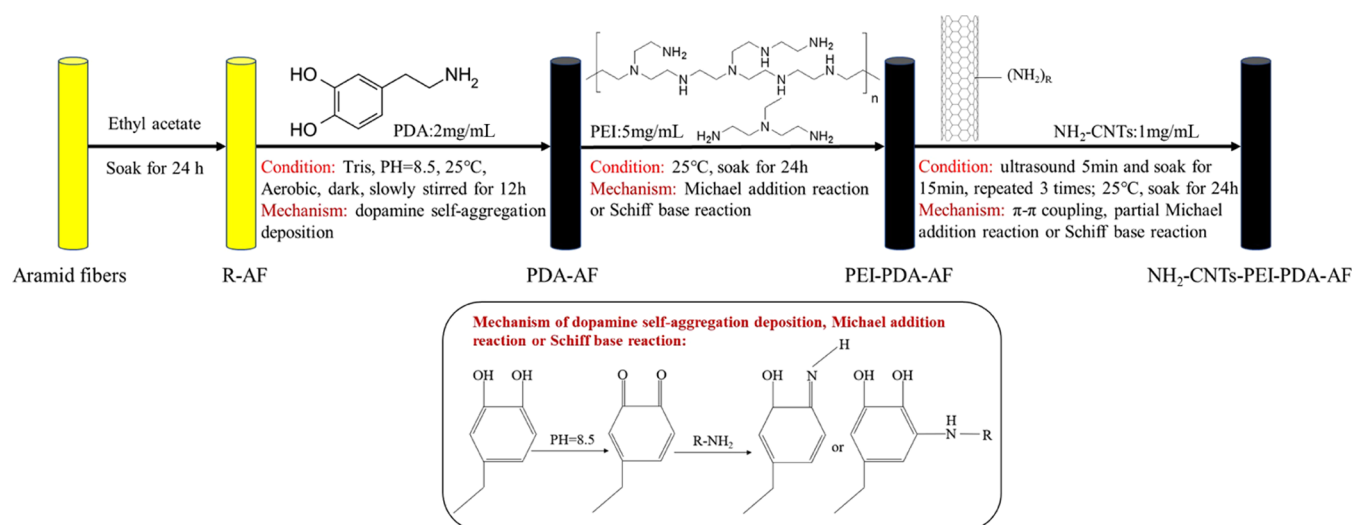 Aramid fibers
Ethyl acetate
Soak for 24 h
R-AF
HO
HO
NH2
PDA:2mg/mL
Condition: Tris, PH=8.5, 25℃,
Aerobic, dark, slowly stirred for 12h
Mechanism: dopamine self-aggregation
deposition
PDA-AF
NH2
H
N
NH2
N
N
H
N
N
H
H
N
n
PEI:5mg/mL
H2N
N
NH2
Condition: 25℃, soak for 24h
Mechanism: Michael addition reaction
or Schiff base reaction
PEI-PDA-AF
(NH2)R
NH2-CNTs:1mg/mL
Condition: ultrasound 5min and soak for
15min, repeated 3 times; 25℃, soak for 24h
Mechanism: π-π coupling, partial Michael
addition reaction or Schiff base reaction
NH2-CNTs-PEI-PDA-AF
Mechanism of dopamine self-aggregation deposition, Michael addition
reaction or Schiff base reaction:
OH OH
PH=8.5
O O
R-NH2
OH N H
or
OH OH
H
N R